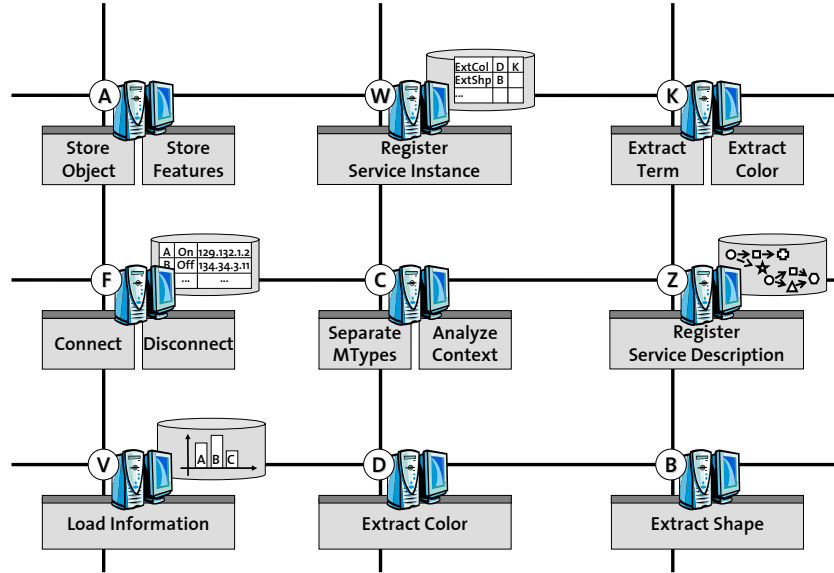 A
Store
Object
Store
Features
W
ExtCol D K
ExtShp B
...
Register
Service Instance
K
Extract
Term
Extract
Color
F
A On 129.132.1.2
B Off 134.34.3.11
... ...
Connect
Disconnect
C
Separate
MTypes
Analyze
Context
Z
Register
Service Description
V
A B C
Load Information
D
Extract Color
B
Extract Shape